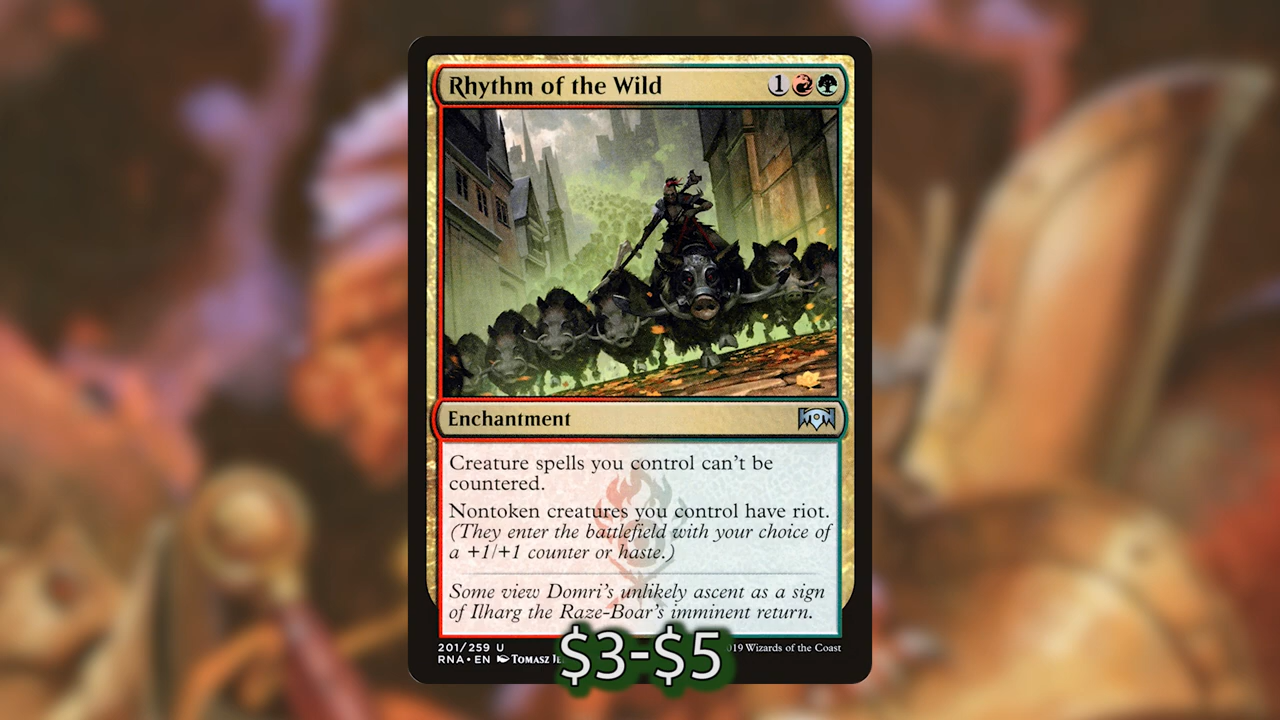 Rhythm of the Wild 1
Enchantment
Creature spells you control can't be
countered.
Nontoken creatures you control have riot.
(They enter the battlefield with your choice of
a +1/+1 counter or haste.)
Some view Domri's unlikely ascent as a sign
of Ilharg the Raze-Boar's imminent return.
201/259 U
RNA • EN TOMASZ
19 Wizards of the Coast
$3-$5